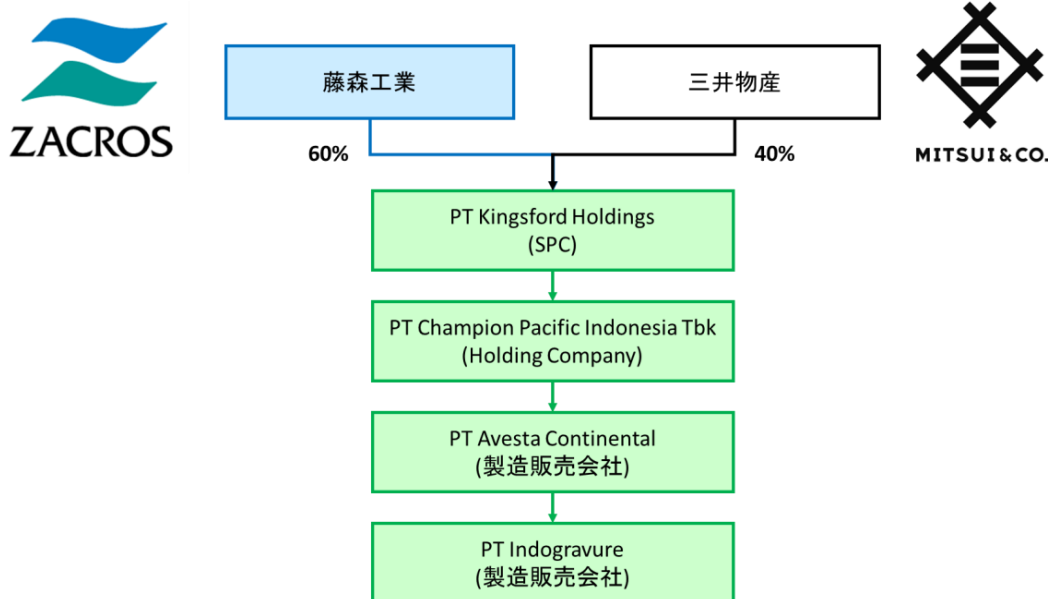 ZACROS
藤森工業
三井物産
MITSUI & CO.
60%
40%
PT Kingsford Holdings
(SPC)
PT Champion Pacific Indonesia Tbk
(Holding Company)
PT Avesta Continental
(製造販売会社)
PT Indogravure
(製造販売会社)